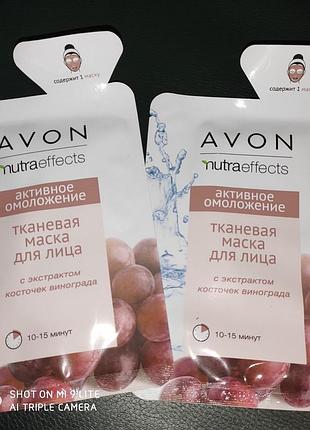 содержит 1 маску
AVON
nutraeffects
АКТИВНОЕ
ОМОЛОЖЕНИЕ
ТКАНЕВАЯ
МАСКА
ДЛЯ ЛИЦА
С ЭКСТРАКТОМ
КОСТОЧЕК ВИНОГРАДА
10-15 МИНУТ
содержит 1 маску
AVON
nutraeffects
АКТИВНОЕ
ОМОЛОЖЕНИЕ
ТКАНЕВАЯ
МАСКА
ДЛЯ ЛИЦА
С ЭКСТРАКТОМ
КОСТОЧЕК ВИНОГРАДА
10-15 МИНУТ
SHOT ON MI 9 LITE
AI TRIPLE CAMERA